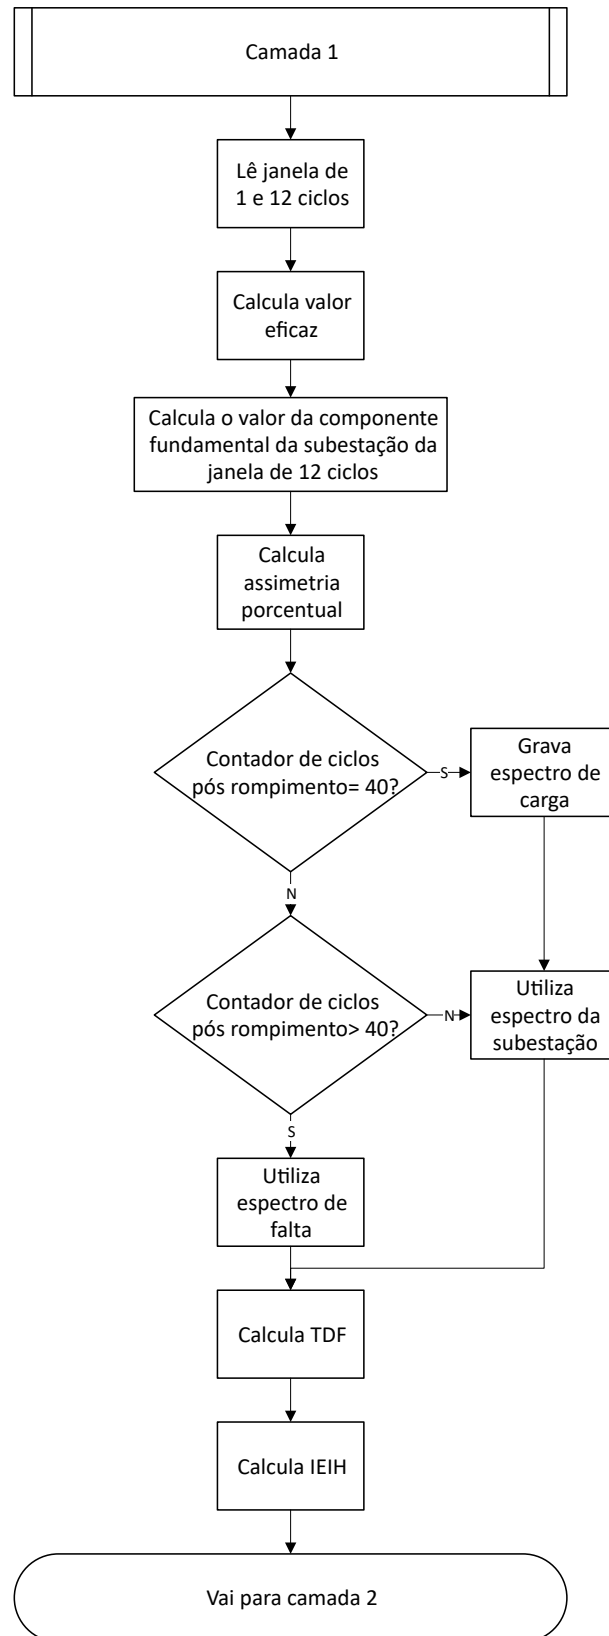 Camada 1
Lê janela de
1 e 12 ciclos
Calcula valor
eficaz
Calcula o valor da componente
fundamental da subestação da
janela de 12 ciclos
Calcula
assimetria
porcentual
Contador de ciclos
pós rompimento= 40?
S
Grava
espectro de
carga
N
Contador de ciclos
pós rompimento> 40?
N
Utiliza
espectro da
subestação
S
Utiliza
espectro de
falta
Calcula TDF
Calcula IEIH
Vai para camada 2